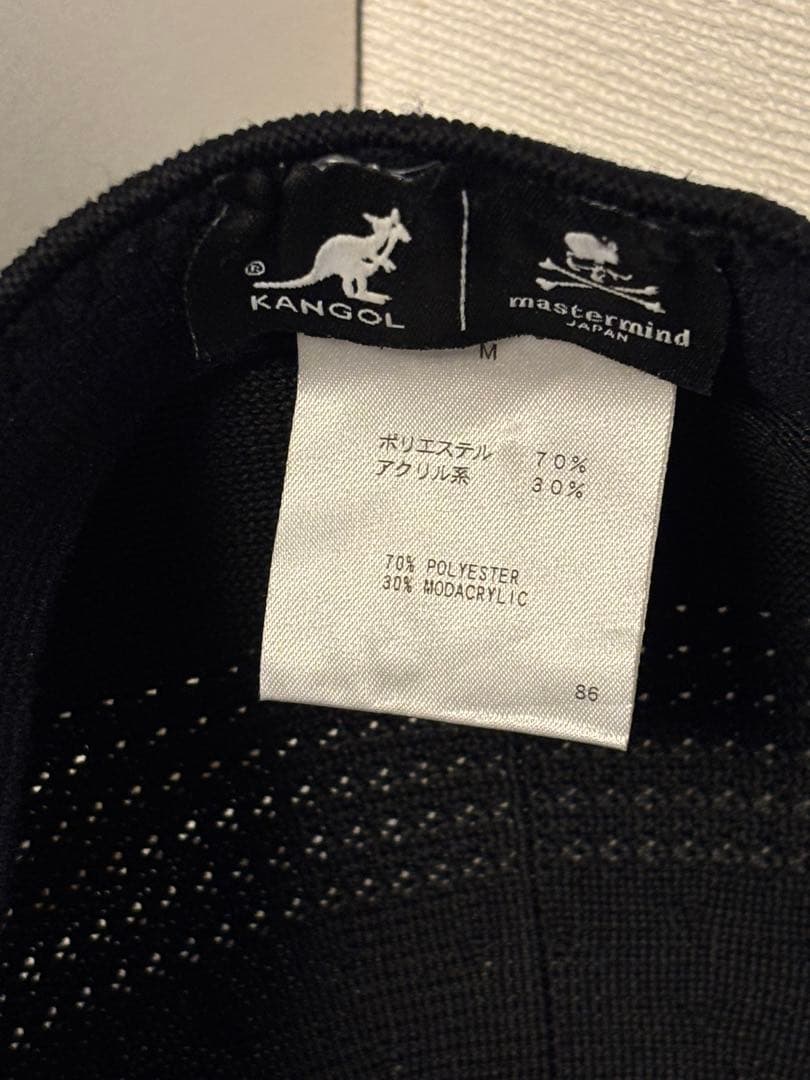 ® KANGOL
mastermind
JAPAN
M
ポリエステル 70%
アクリル系 30%
70% POLYESTER
30% MODACRYLIC
86